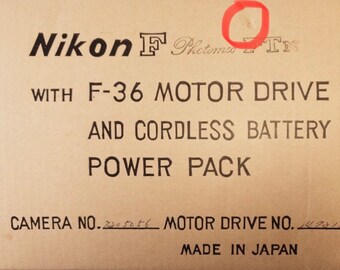 Nikon F Photomic FTN
WITH F-36 MOTOR DRIVE
AND CORDLESS BATTERY
POWER PACK
CAMERA NO. MOTOR DRIVE NO.
MADE IN JAPAN